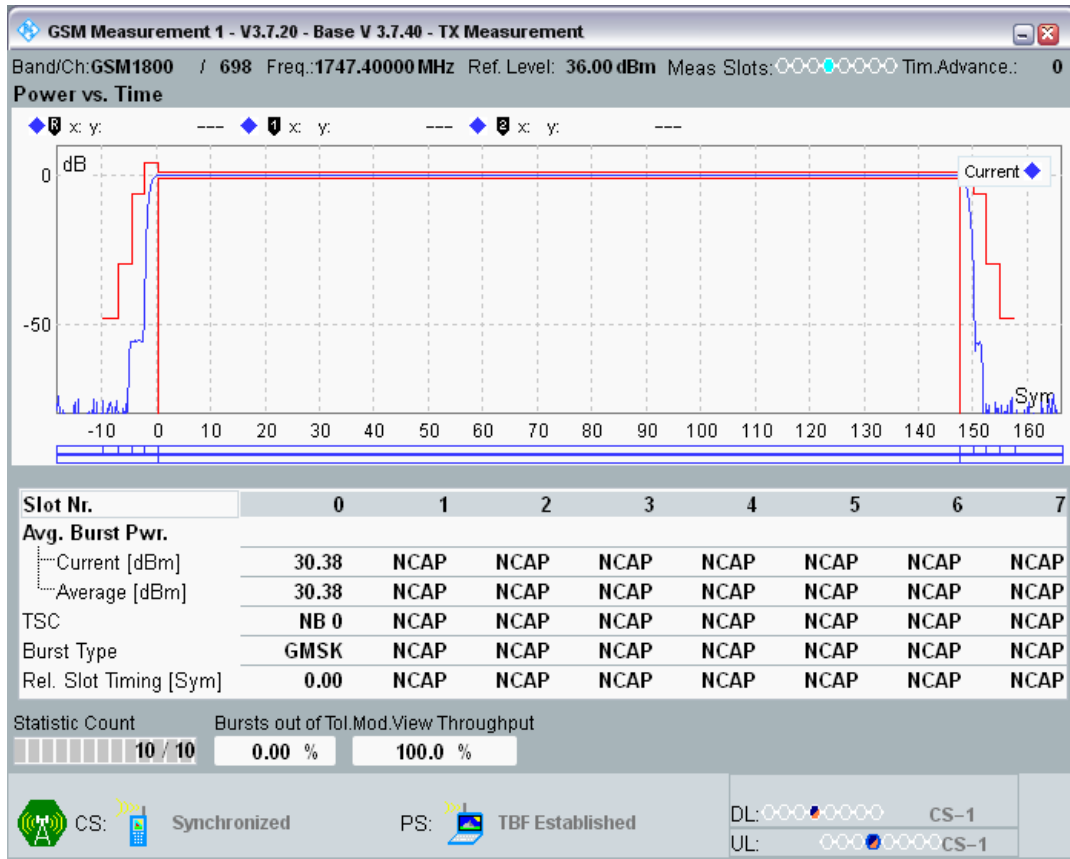 GSM Measurement 1 - V3.7.20 - Base V 3.7.40 - TX Measurement
Band/Ch:GSM1800 / 698 Freq.:1747.40000 MHz Ref. Level: 36.00 dBm Meas Slots: Tim.Advance.: 0
Power vs. Time
R x: y: --- 1 x: y: --- 2 x: y: ---
dB
0
Current
-50
Sym
-10 0 10 20 30 40 50 60 70 80 90 100 110 120 130 140 150 160
Slot Nr. 0 1 2 3 4 5 6 7
Avg. Burst Pwr.
Current [dBm] 30.38 NCAP NCAP NCAP NCAP NCAP NCAP NCAP
Average [dBm] 30.38 NCAP NCAP NCAP NCAP NCAP NCAP NCAP
TSC NB 0 NCAP NCAP NCAP NCAP NCAP NCAP NCAP
Burst Type GMSK NCAP NCAP NCAP NCAP NCAP NCAP NCAP
Rel. Slot Timing [Sym] 0.00 NCAP NCAP NCAP NCAP NCAP NCAP NCAP
Statistic Count Bursts out of Tol.Mod.View Throughput
10 / 10 0.00 % 100.0 %
CS: Synchronized PS: TBF Established DL: CS-1
UL: CS-1